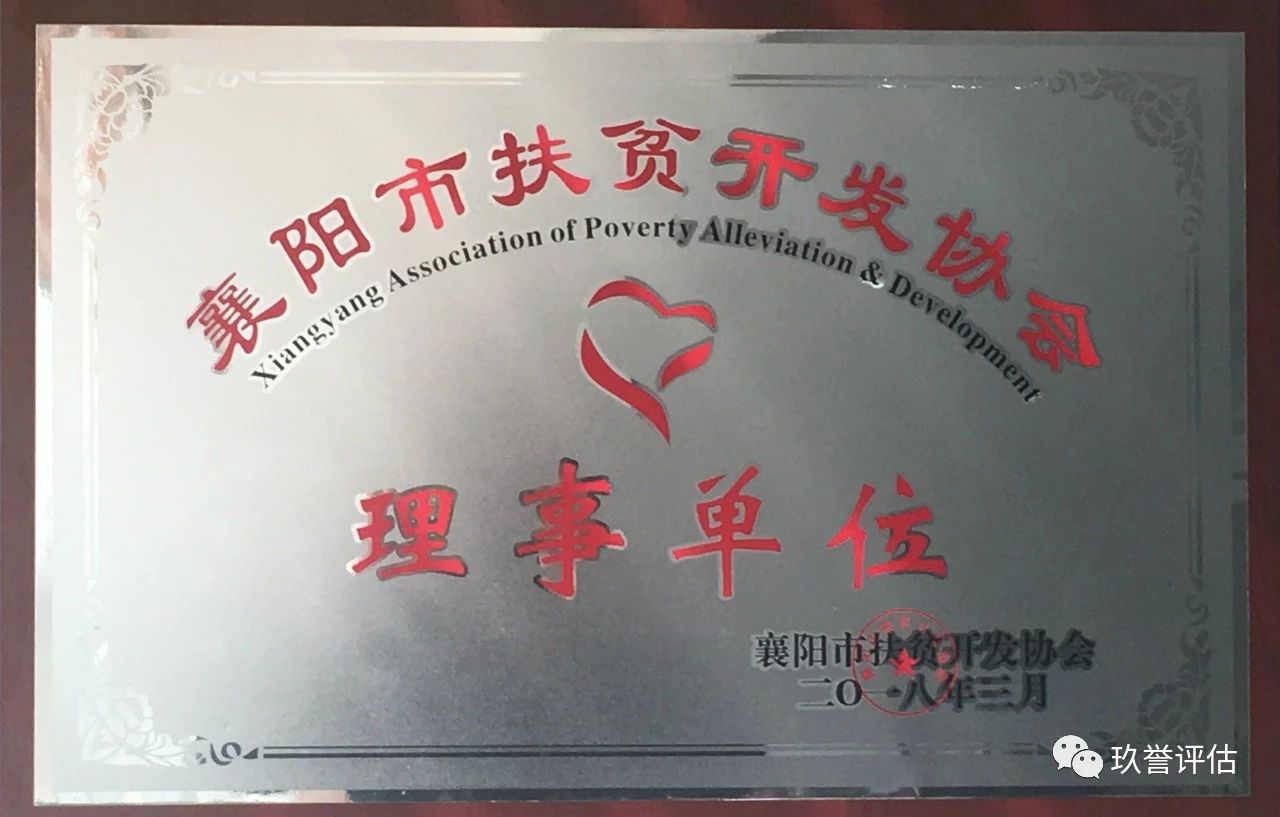 襄阳市扶贫开发协会
Xiangyang Association of Poverty Alleviation & Development
理事单位
襄阳市扶贫开发协会
二O一八年三月
玖誉评估